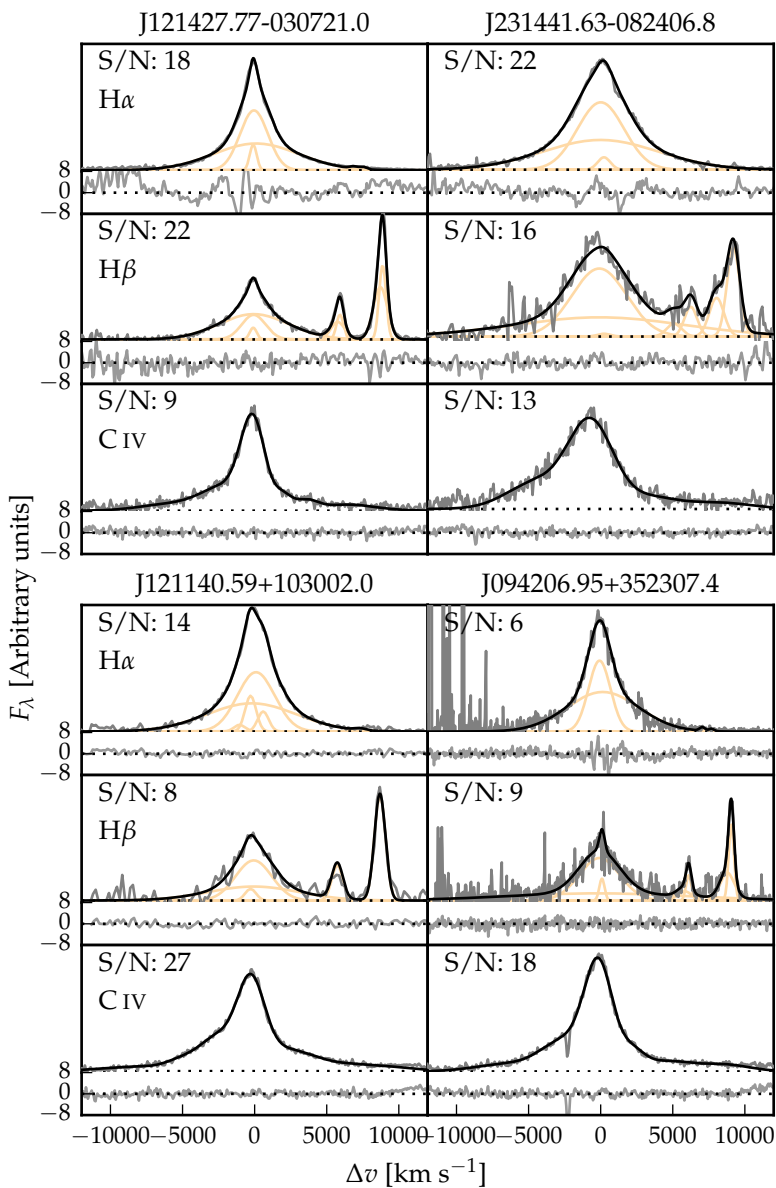 J121427.77-030721.0 J231441.63-082406.8
S/N: 18 S/N: 22
Hα
8
0
−8
S/N: 22 S/N: 16
Hβ
8
0
−8
S/N: 9 S/N: 13
C IV
8
0
−8
J121140.59+103002.0 J094206.95+352307.4
S/N: 14 S/N: 6
Hα
8
0
−8
S/N: 8 S/N: 9
Hβ
8
0
−8
S/N: 27 S/N: 18
C IV
8
0
−8
Fλ [Arbitrary units]
−10000 −5000 0 5000 10000 −10000 −5000 0 5000 10000
Δv [km s−1]